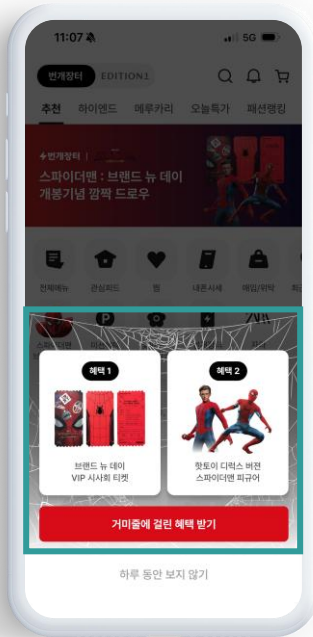 11:07
5G
번개장터
EDITION1
추천 하이엔드 메루카리 오늘특가 패션랭킹
번개장터 |
스파이더맨 : 브랜드 뉴 데이
개봉기념 깜짝 드로우
전체메뉴 관심피드 찜 내폰시세 매입/위탁
혜택 1
혜택 2
브랜드 뉴 데이
VIP 시사회 티켓
핫토이 디럭스 버젼
스파이더맨 피규어
거미줄에 걸린 혜택 받기
하루 동안 보지 않기